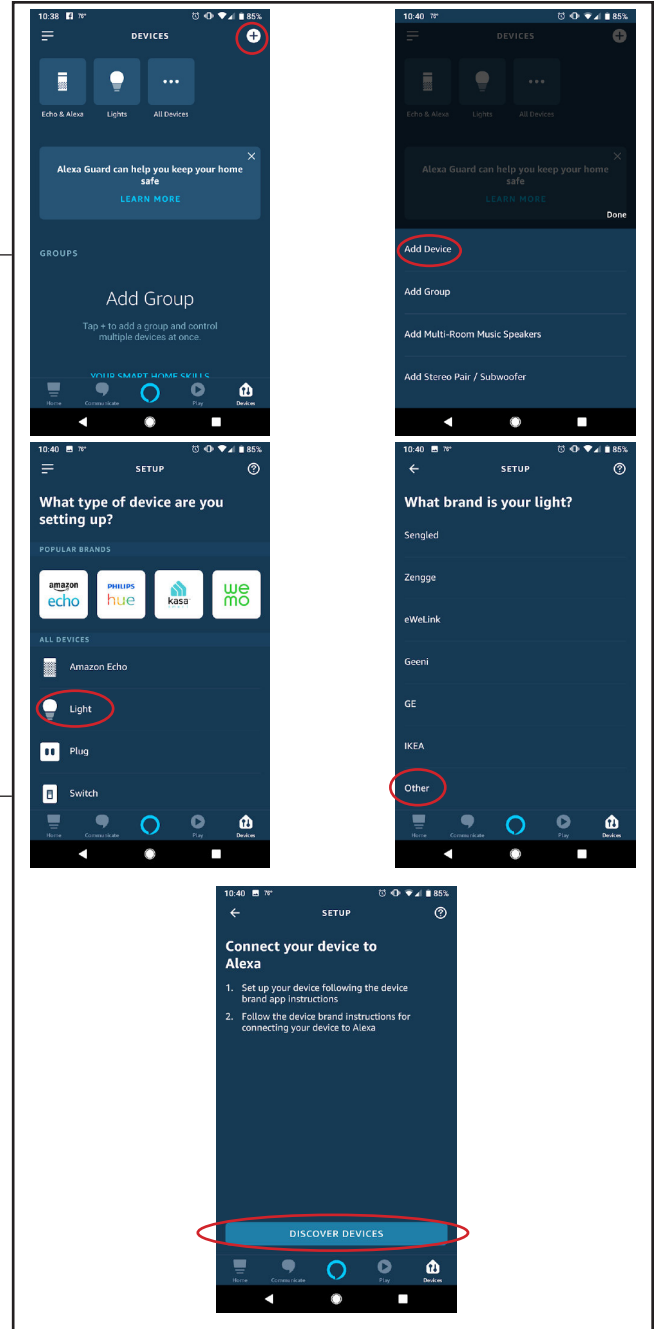 10:38 76° 85%
DEVICES
Echo & Alexa Lights All Devices
Alexa Guard can help you keep your home
safe
LEARN MORE
GROUPS
Add Group
Tap + to add a group and control
multiple devices at once.
YOUR SMART HOME SKILLS
Home Communicate Play Devices
10:40 76° 85%
DEVICES
Echo & Alexa Lights All Devices
Alexa Guard can help you keep your home
safe
LEARN MORE
Done
Add Device
Add Group
Add Multi-Room Music Speakers
Add Stereo Pair / Subwoofer
10:40 76° 85%
SETUP
What type of device are you
setting up?
POPULAR BRANDS
amazon echo PHILIPS hue kasa wemo
ALL DEVICES
Amazon Echo
Light
Plug
Switch
Home Communicate Play Devices
10:40 76° 85%
SETUP
What brand is your light?
Sengled
Zengge
eWeLink
Geeni
GE
IKEA
Other
Home Communicate Play Devices
10:40 76° 85%
SETUP
Connect your device to
Alexa
1. Set up your device following the device
brand app instructions
2. Follow the device brand instructions for
connecting your device to Alexa
DISCOVER DEVICES
Home Communicate Play Devices